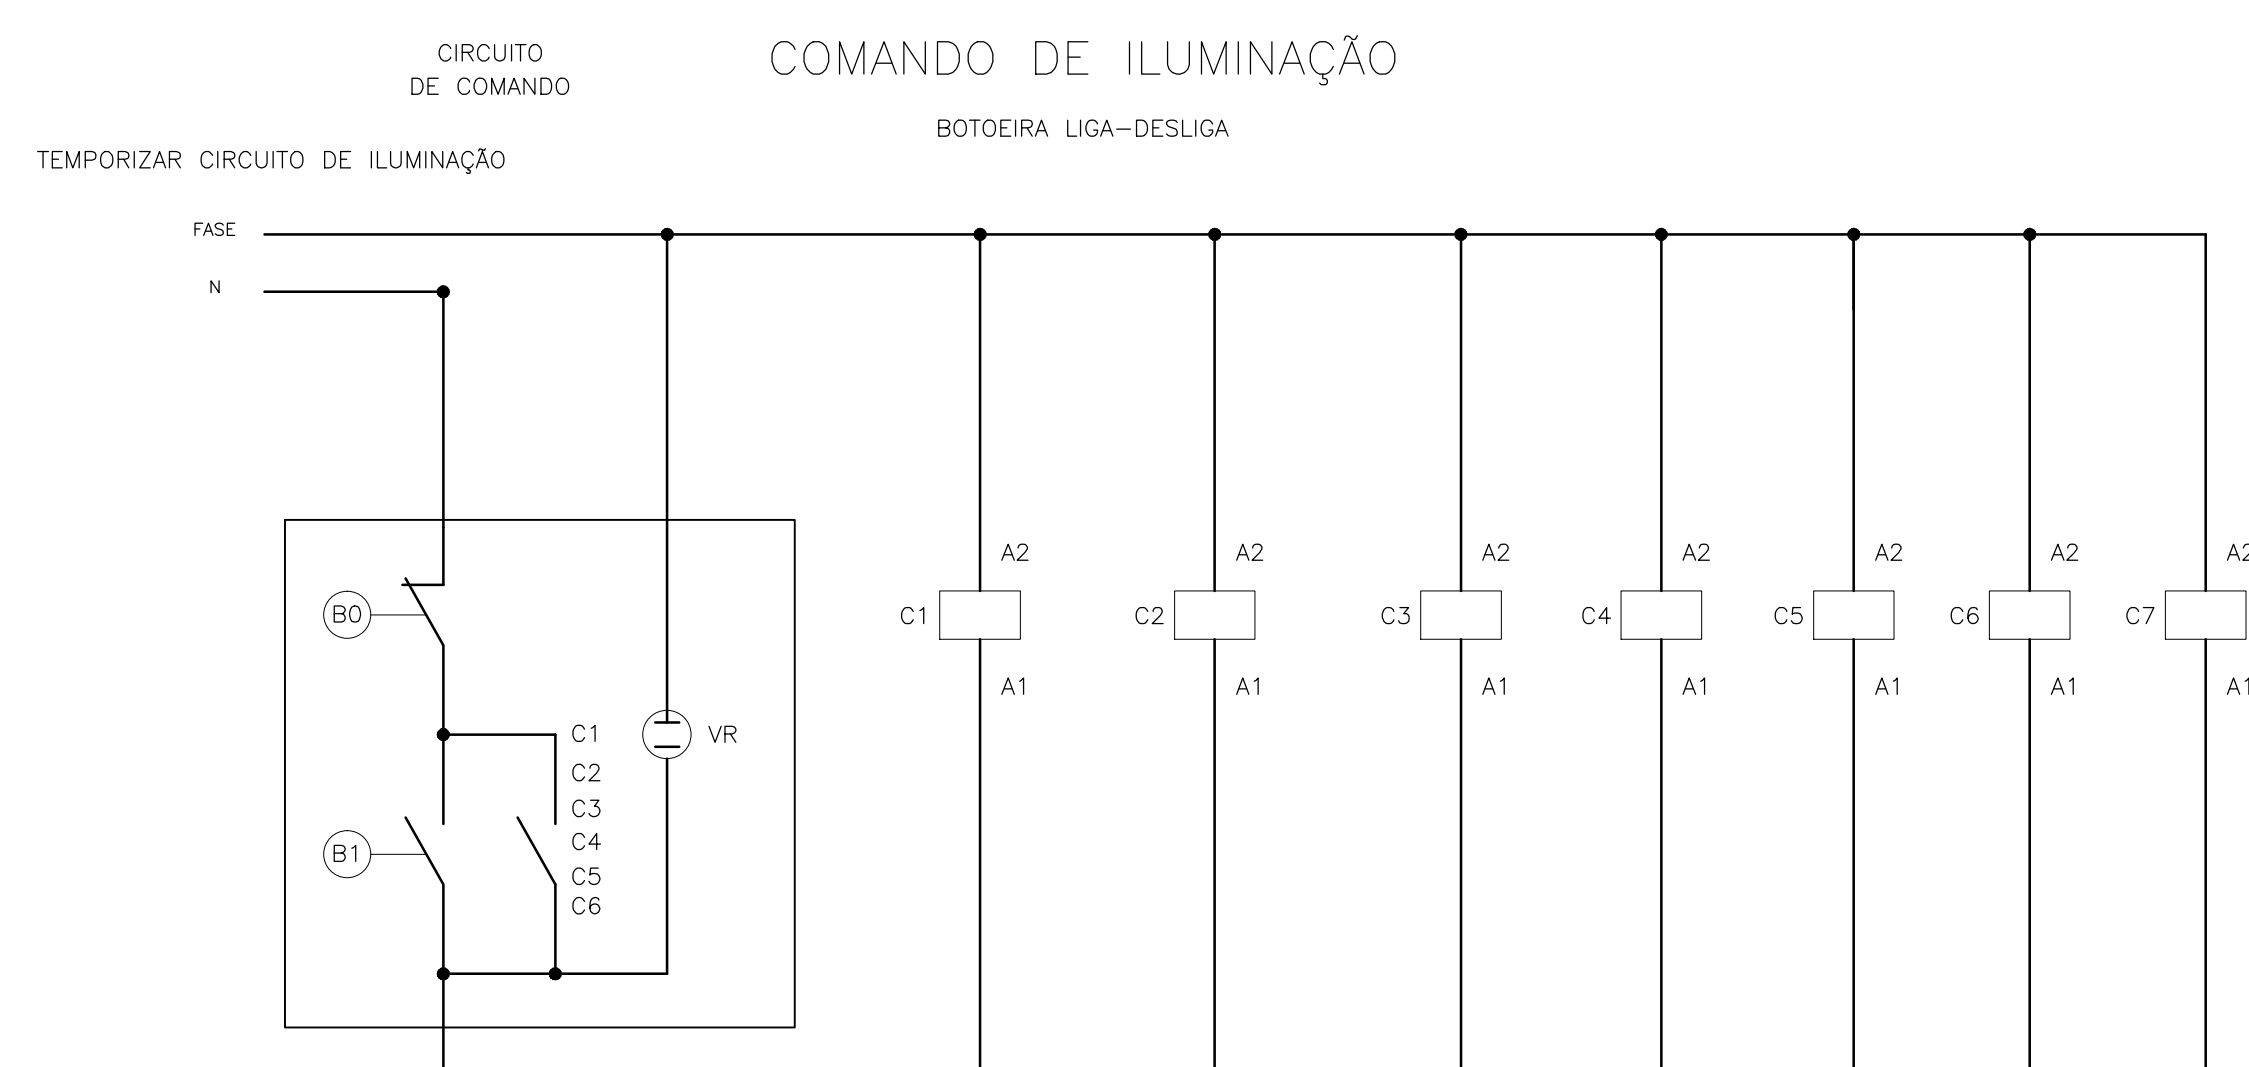 CIRCUITO
DE COMANDO
COMANDO DE ILUMINAÇÃO
BOTOEIRA LIGA-DESLIGA
TEMPORIZAR CIRCUITO DE ILUMINAÇÃO
FASE
N
A2 A2 A2 A2 A2 A2 A2
B0 C1 C2 C3 C4 C5 C6 C7
A1 A1 A1 A1 A1 A1 A1
C1 VR
C2
C3
C4
B1
C5
C6